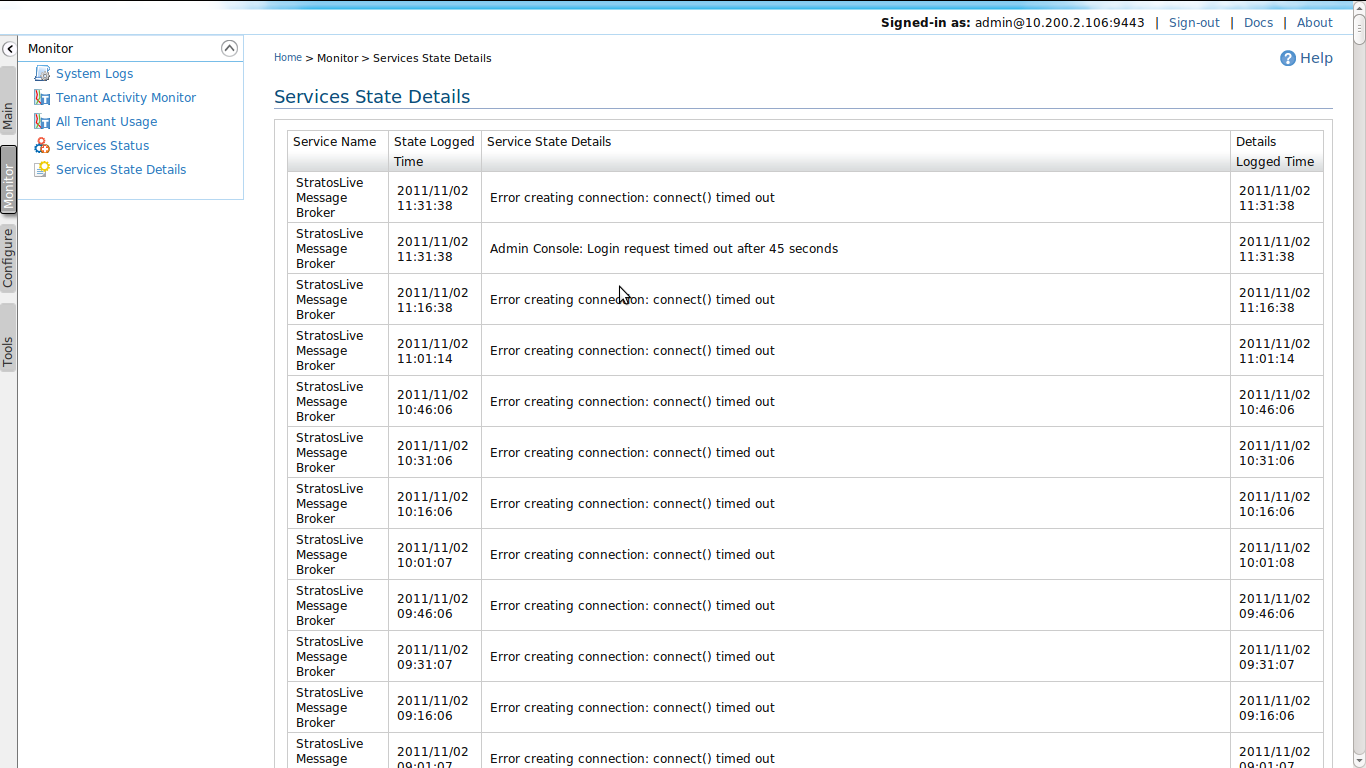 Signed-in as: admin@10.200.2.106:9443 | Sign-out | Docs | About
Monitor
System Logs
Tenant Activity Monitor
All Tenant Usage
Services Status
Services State Details
Main
Monitor
Configure
Tools
Home > Monitor > Services State Details
Help
Services State Details
Service Name
State Logged
Time
Service State Details
Details
Logged Time
StratosLive
Message
Broker
2011/11/02
11:31:38
Error creating connection: connect() timed out
2011/11/02
11:31:38
StratosLive
Message
Broker
2011/11/02
11:31:38
Admin Console: Login request timed out after 45 seconds
2011/11/02
11:31:38
StratosLive
Message
Broker
2011/11/02
11:16:38
Error creating connection: connect() timed out
2011/11/02
11:16:38
StratosLive
Message
Broker
2011/11/02
11:01:14
Error creating connection: connect() timed out
2011/11/02
11:01:14
StratosLive
Message
Broker
2011/11/02
10:46:06
Error creating connection: connect() timed out
2011/11/02
10:46:06
StratosLive
Message
Broker
2011/11/02
10:31:06
Error creating connection: connect() timed out
2011/11/02
10:31:06
StratosLive
Message
Broker
2011/11/02
10:16:06
Error creating connection: connect() timed out
2011/11/02
10:16:06
StratosLive
Message
Broker
2011/11/02
10:01:07
Error creating connection: connect() timed out
2011/11/02
10:01:08
StratosLive
Message
Broker
2011/11/02
09:46:06
Error creating connection: connect() timed out
2011/11/02
09:46:06
StratosLive
Message
Broker
2011/11/02
09:31:07
Error creating connection: connect() timed out
2011/11/02
09:31:07
StratosLive
Message
Broker
2011/11/02
09:16:06
Error creating connection: connect() timed out
2011/11/02
09:16:06
StratosLive
Message
2011/11/02
09:01:07
Error creating connection: connect() timed out
2011/11/02
09:01:07